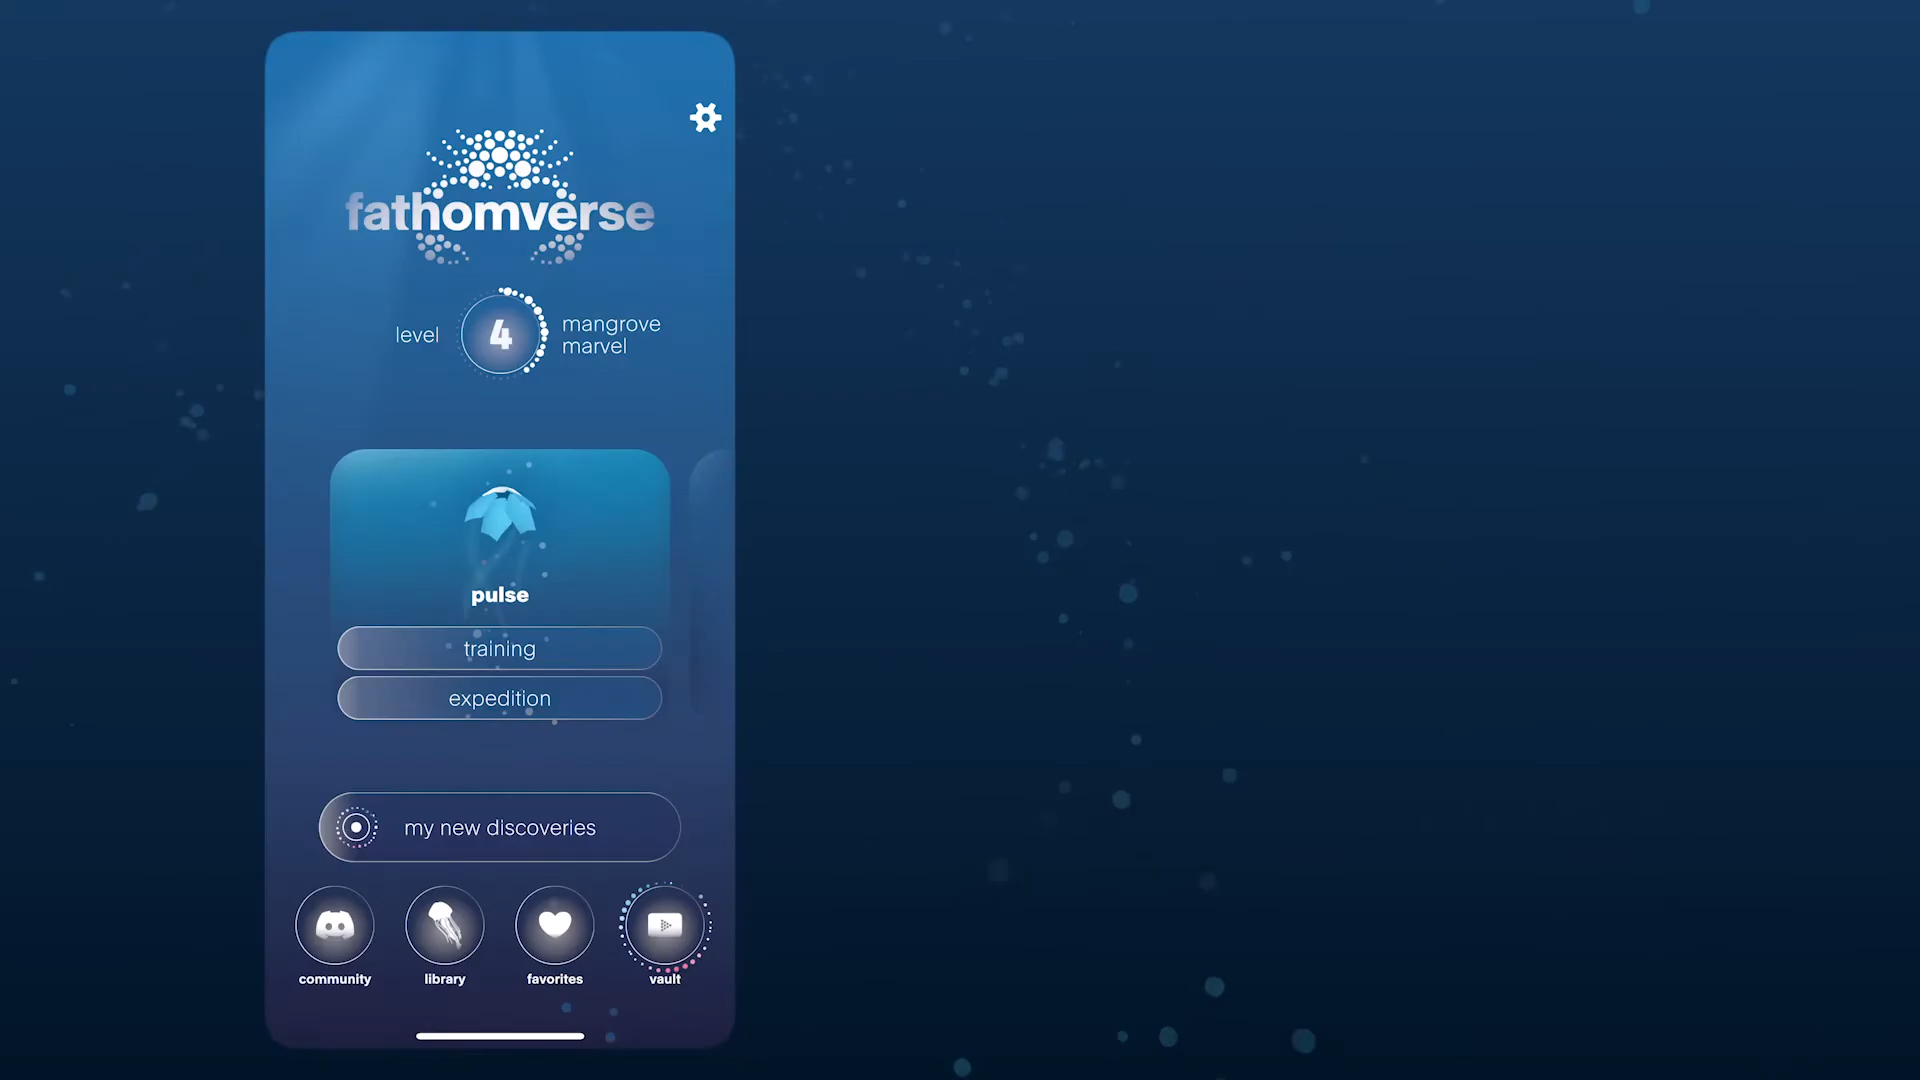 fathomverse
level
4
mangrove
marvel
pulse
training
expedition
my new discoveries
community
library
favorites
vault